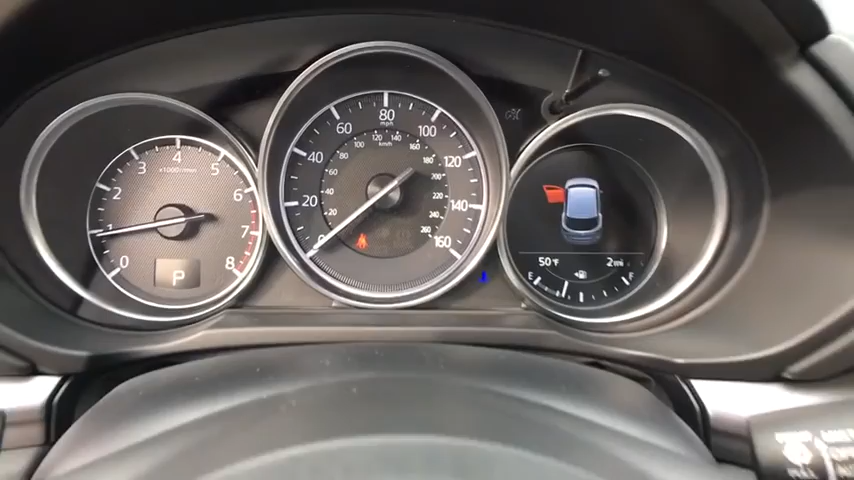 0 1 2 3 4 5 6 7 8
x1000r/min
P
0 20 40 60 80 100 120 140 160
mph
20 40 60 80 100 120 140 160 180 200 220 240 260
km/h
50°F 2mi
E F